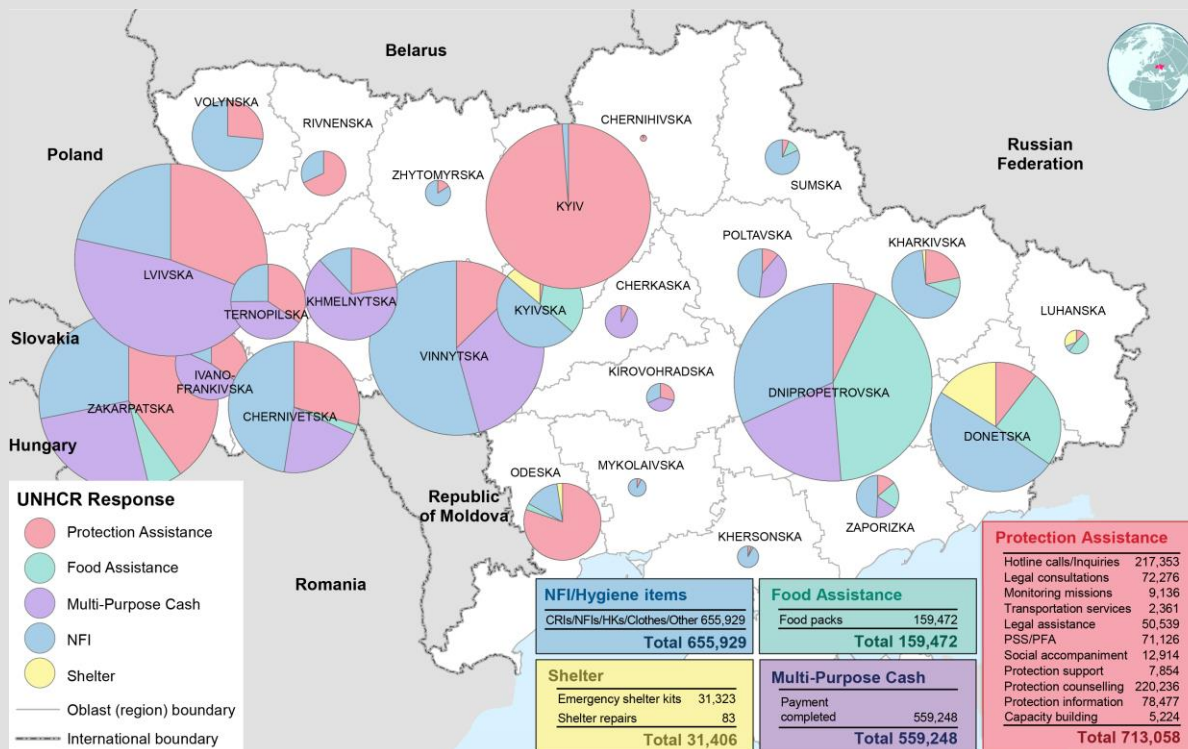 Belarus
VOLYNSKA
RIVNENSKA
CHERNIHIVSKA
Poland
Russian
Federation
ZHYTOMYRSKA
SUMSKA
KYIV
POLTAVSKA
KHARKIVSKA
LVIVSKA
KHMELNYTSKA
TERNOPILSKA
KYIVSKA
CHERKASKA
LUHANSKA
Slovakia
VINNYTSKA
IVANO-
FRANKIVSKA
ZAKARPATSKA
CHERNIVETSKA
KIROVOHRADSKA
DNIPROPETROVSKA
DONETSKA
Hungary
ODESKA
MYKOLAIVSKA
Republic
of Moldova
ZAPORIZKA
KHERSONSKA
Romania
UNHCR Response
Protection Assistance
Food Assistance
Multi-Purpose Cash
NFI
Shelter
Oblast (region) boundary
International boundary
NFI/Hygiene items
CRIs/NFIs/HKs/Clothes/Other 655,929
Total 655,929
Food Assistance
Food packs 159,472
Total 159,472
Shelter
Emergency shelter kits 31,323
Shelter repairs 83
Total 31,406
Multi-Purpose Cash
Payment
completed 559,248
Total 559,248
Protection Assistance
Hotline calls/Inquiries 217,353
Legal consultations 72,276
Monitoring missions 9,136
Transportation services 2,361
Legal assistance 50,539
PSS/PFA 71,126
Social accompaniment 12,914
Protection support 7,854
Protection counselling 220,236
Protection information 78,477
Capacity building 5,224
Total 713,058